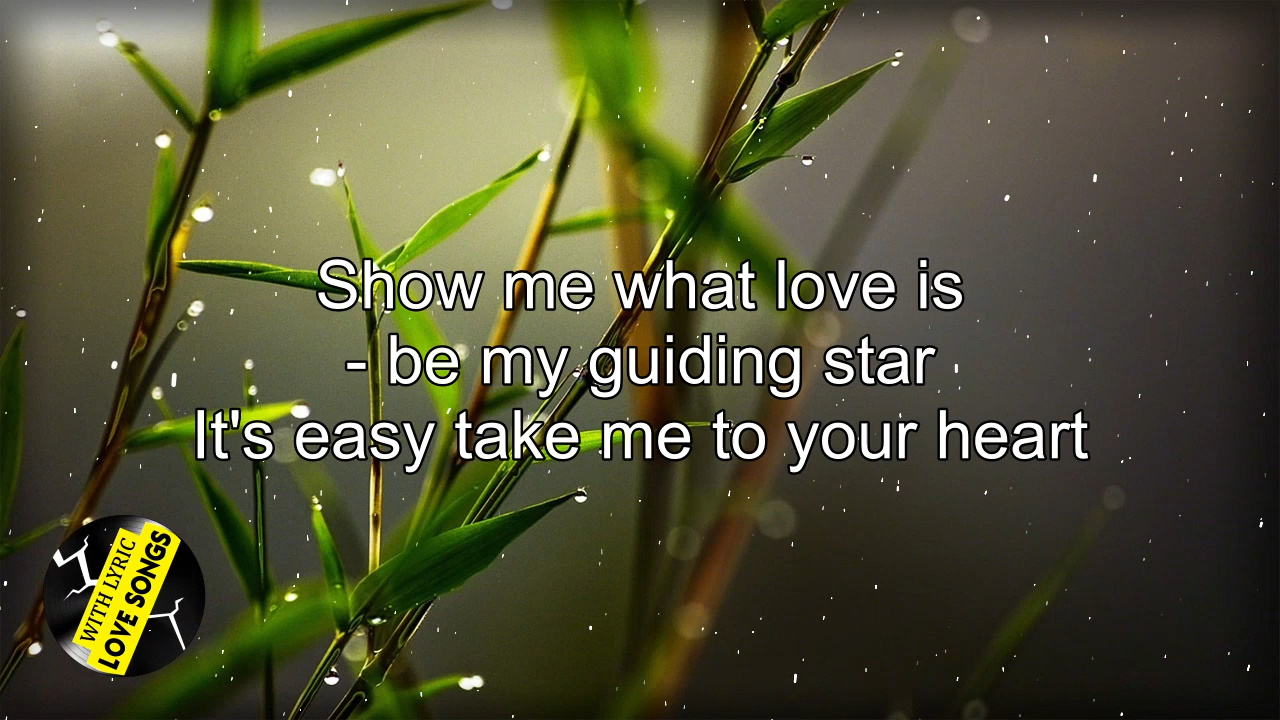 Show me what love is
- be my guiding star
It's easy take me to your heart
WITH LYRIC
LOVE SONGS